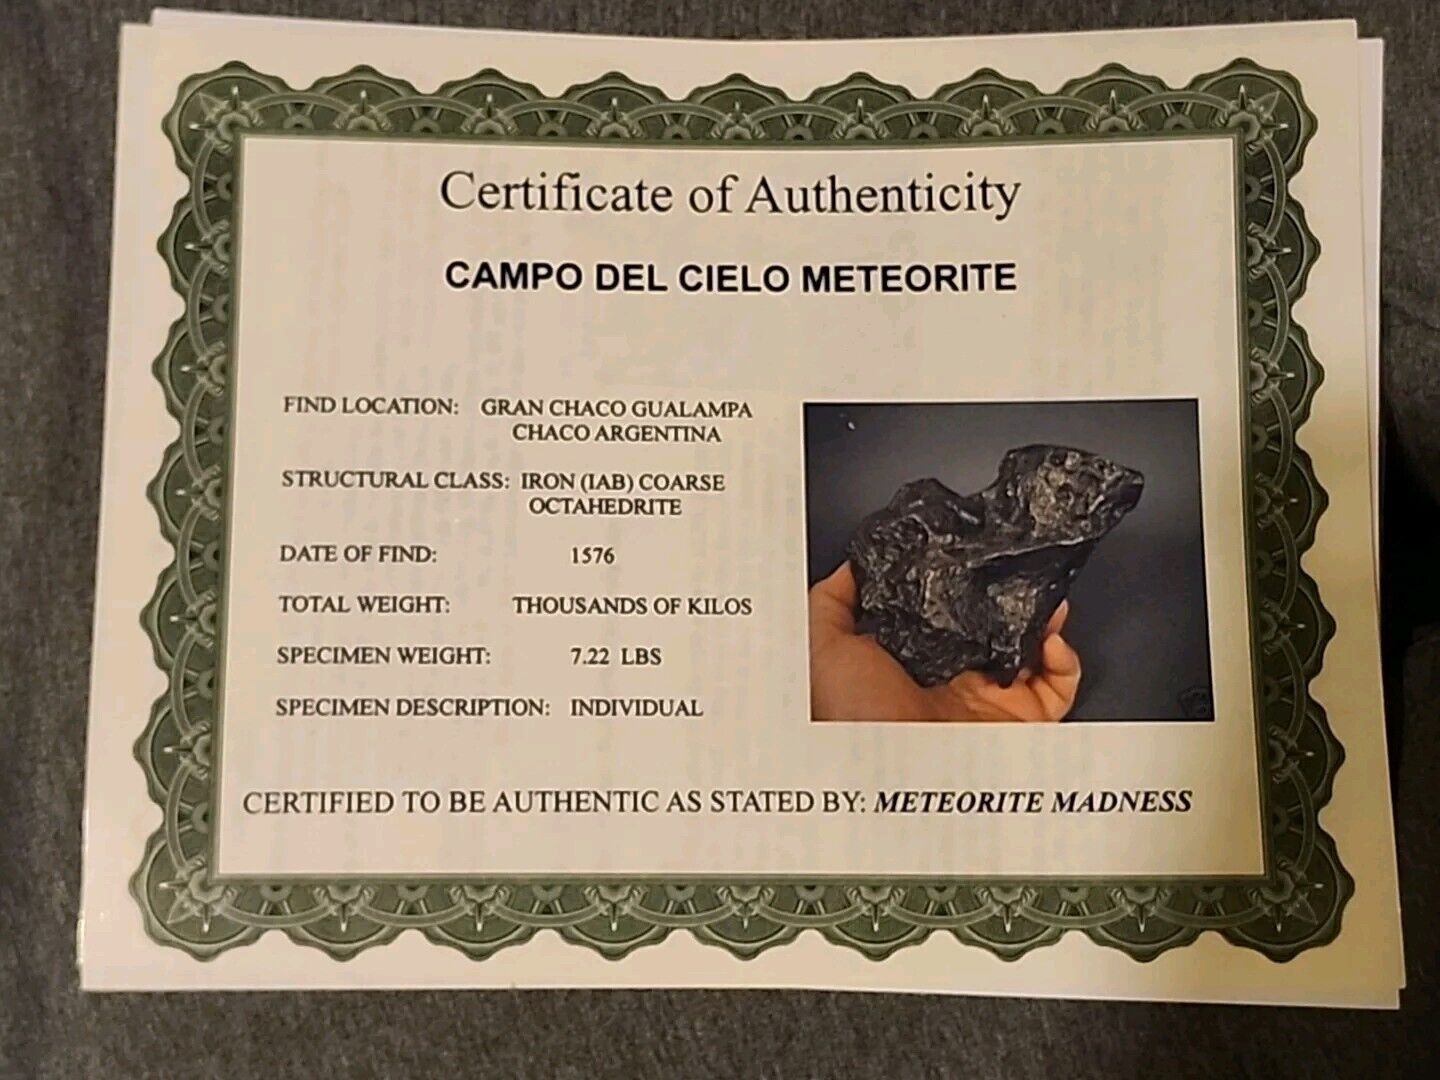 Certificate of Authenticity
CAMPO DEL CIELO METEORITE
FIND LOCATION: GRAN CHACO GUALAMPA
CHACO ARGENTINA
STRUCTURAL CLASS: IRON (IAB) COARSE
OCTAHEDRITE
DATE OF FIND: 1576
TOTAL WEIGHT: THOUSANDS OF KILOS
SPECIMEN WEIGHT: 7.22 LBS
SPECIMEN DESCRIPTION: INDIVIDUAL
CERTIFIED TO BE AUTHENTIC AS STATED BY: METEORITE MADNESS